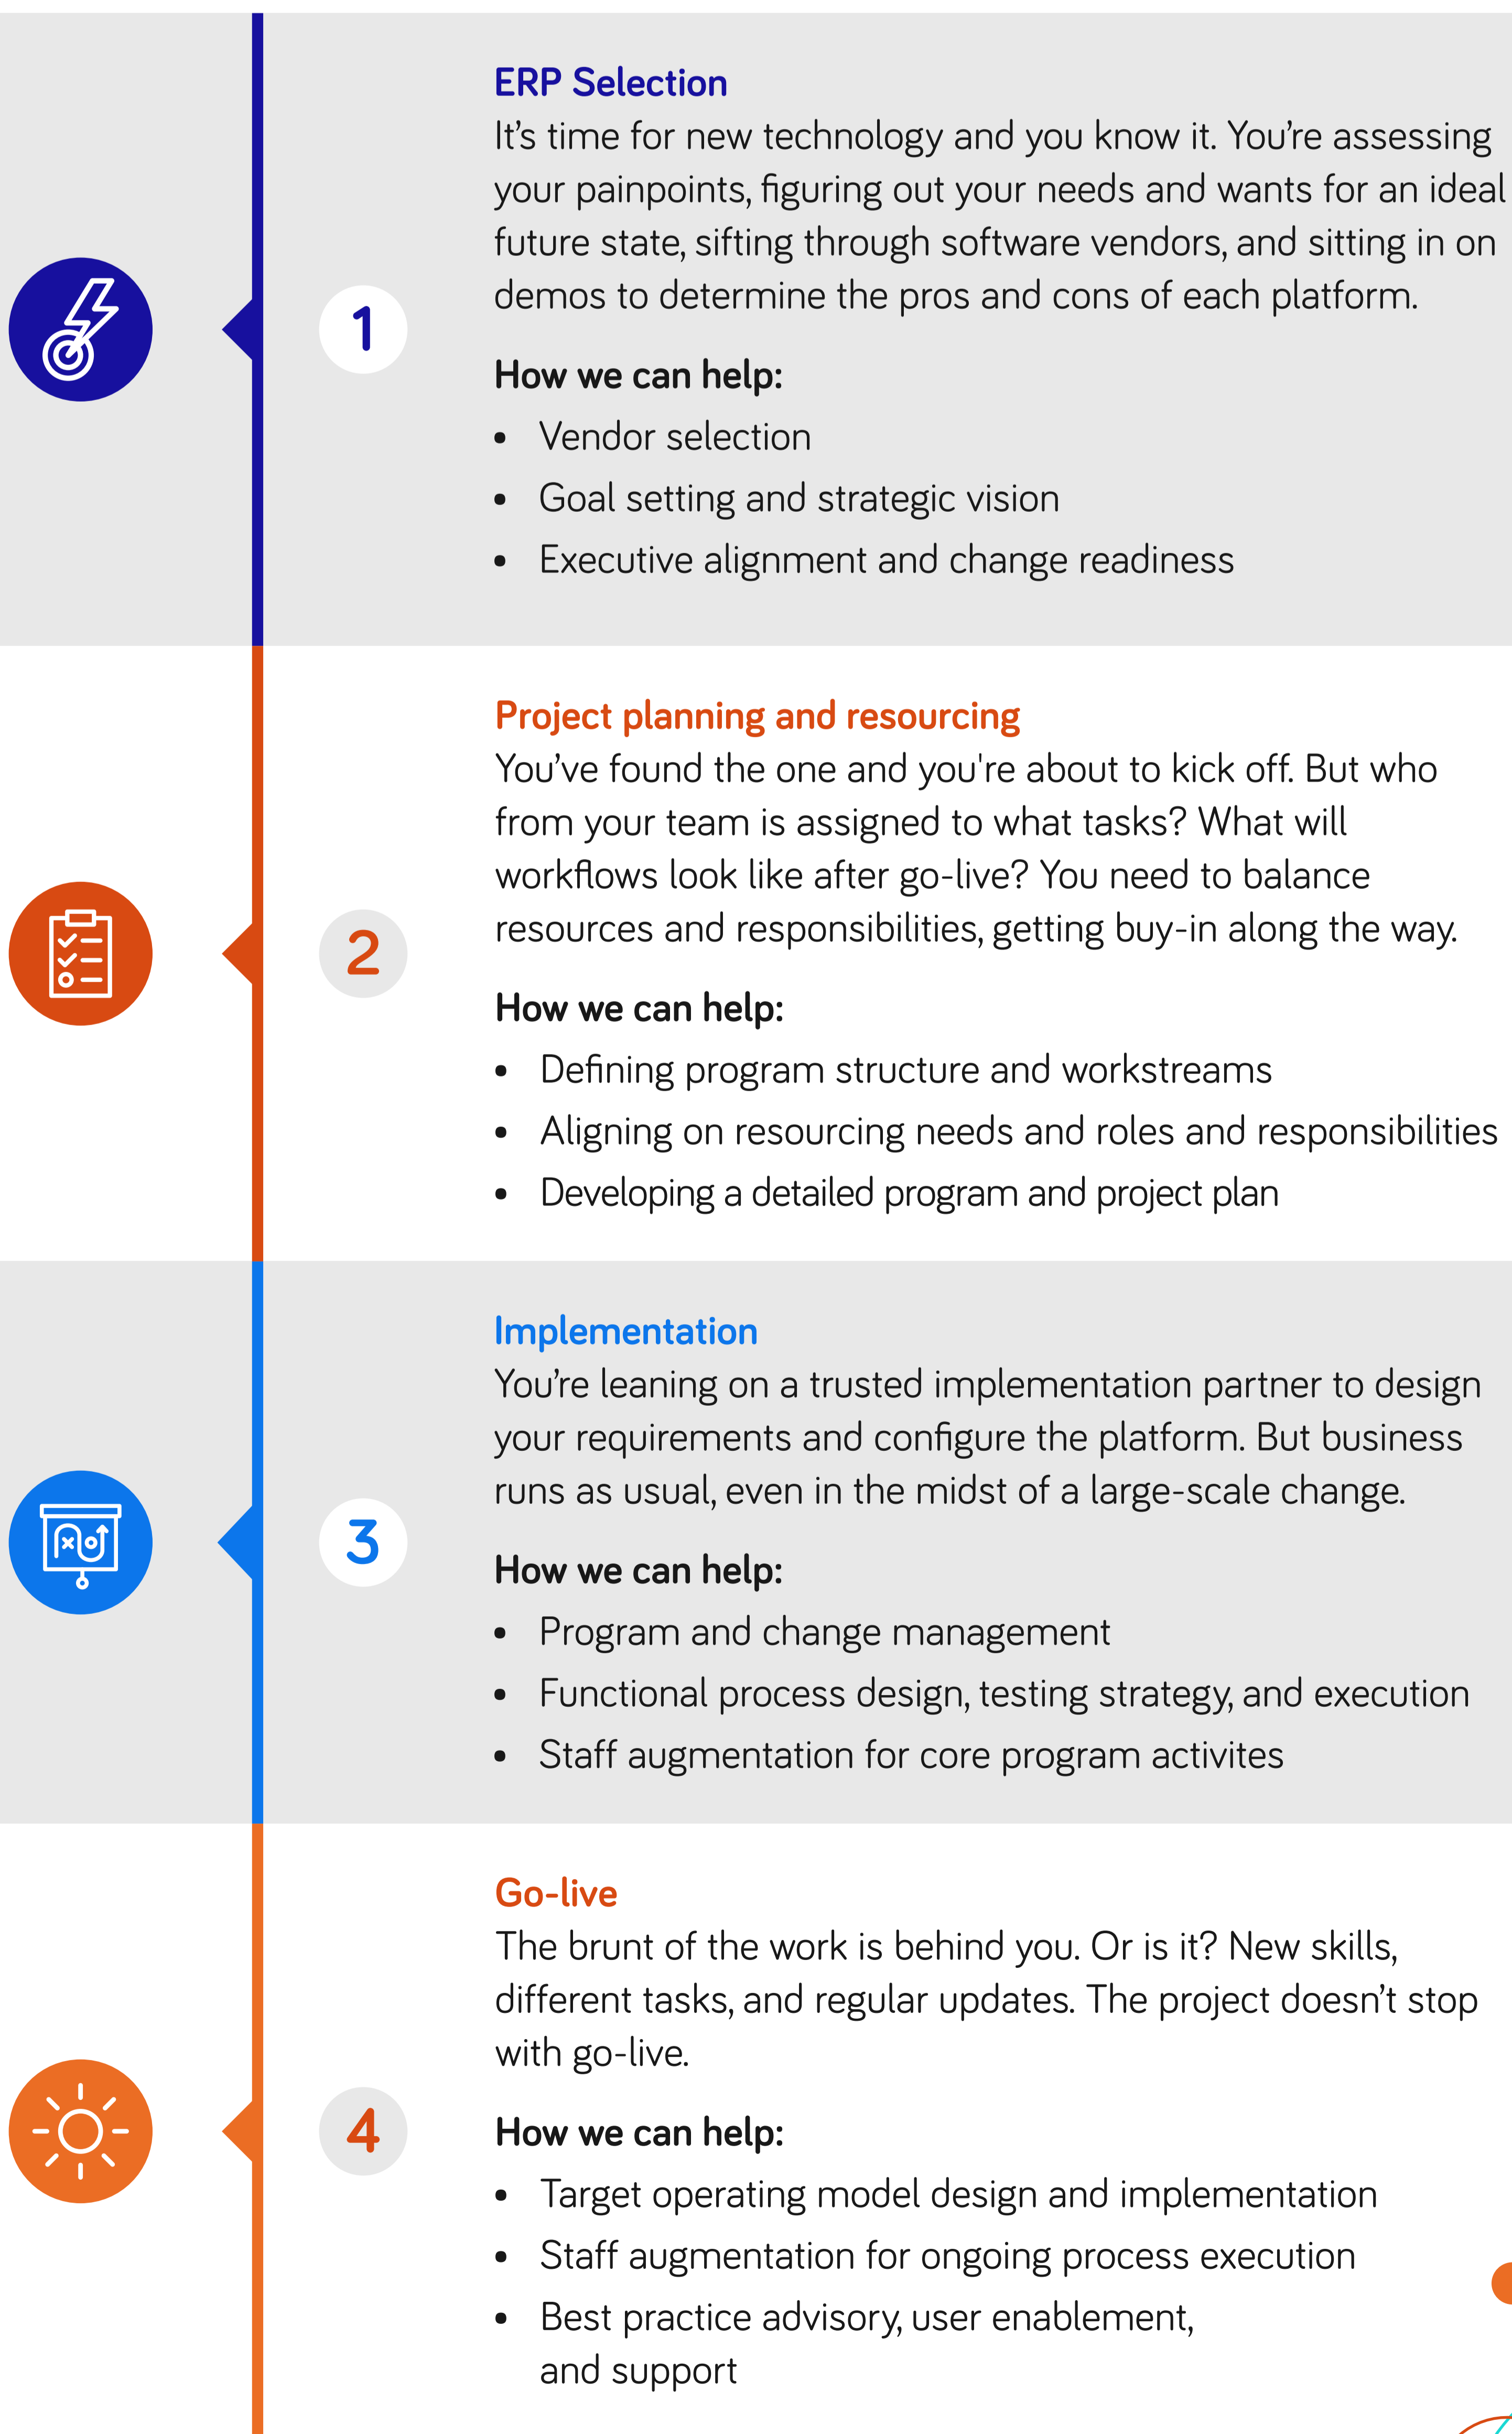 ERP Selection
It’s time for new technology and you know it. You’re assessing
your painpoints, figuring out your needs and wants for an ideal
future state, sifting through software vendors, and sitting in on
demos to determine the pros and cons of each platform.
1
How we can help:
• Vendor selection
• Goal setting and strategic vision
• Executive alignment and change readiness
Project planning and resourcing
You’ve found the one and you're about to kick off. But who
from your team is assigned to what tasks? What will
workflows look like after go-live? You need to balance
resources and responsibilities, getting buy-in along the way.
2
How we can help:
• Defining program structure and workstreams
• Aligning on resourcing needs and roles and responsibilities
• Developing a detailed program and project plan
Implementation
You’re leaning on a trusted implementation partner to design
your requirements and configure the platform. But business
runs as usual, even in the midst of a large-scale change.
3
How we can help:
• Program and change management
• Functional process design, testing strategy, and execution
• Staff augmentation for core program activites
Go-live
The brunt of the work is behind you. Or is it? New skills,
different tasks, and regular updates. The project doesn’t stop
with go-live.
4
How we can help:
• Target operating model design and implementation
• Staff augmentation for ongoing process execution
• Best practice advisory, user enablement,
and support